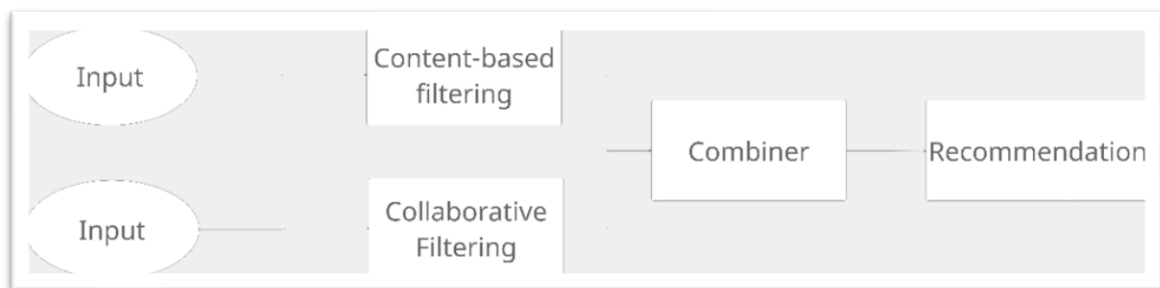 Input
Content-based
filtering
Combiner
Recommendation
Input
Collaborative
Filtering